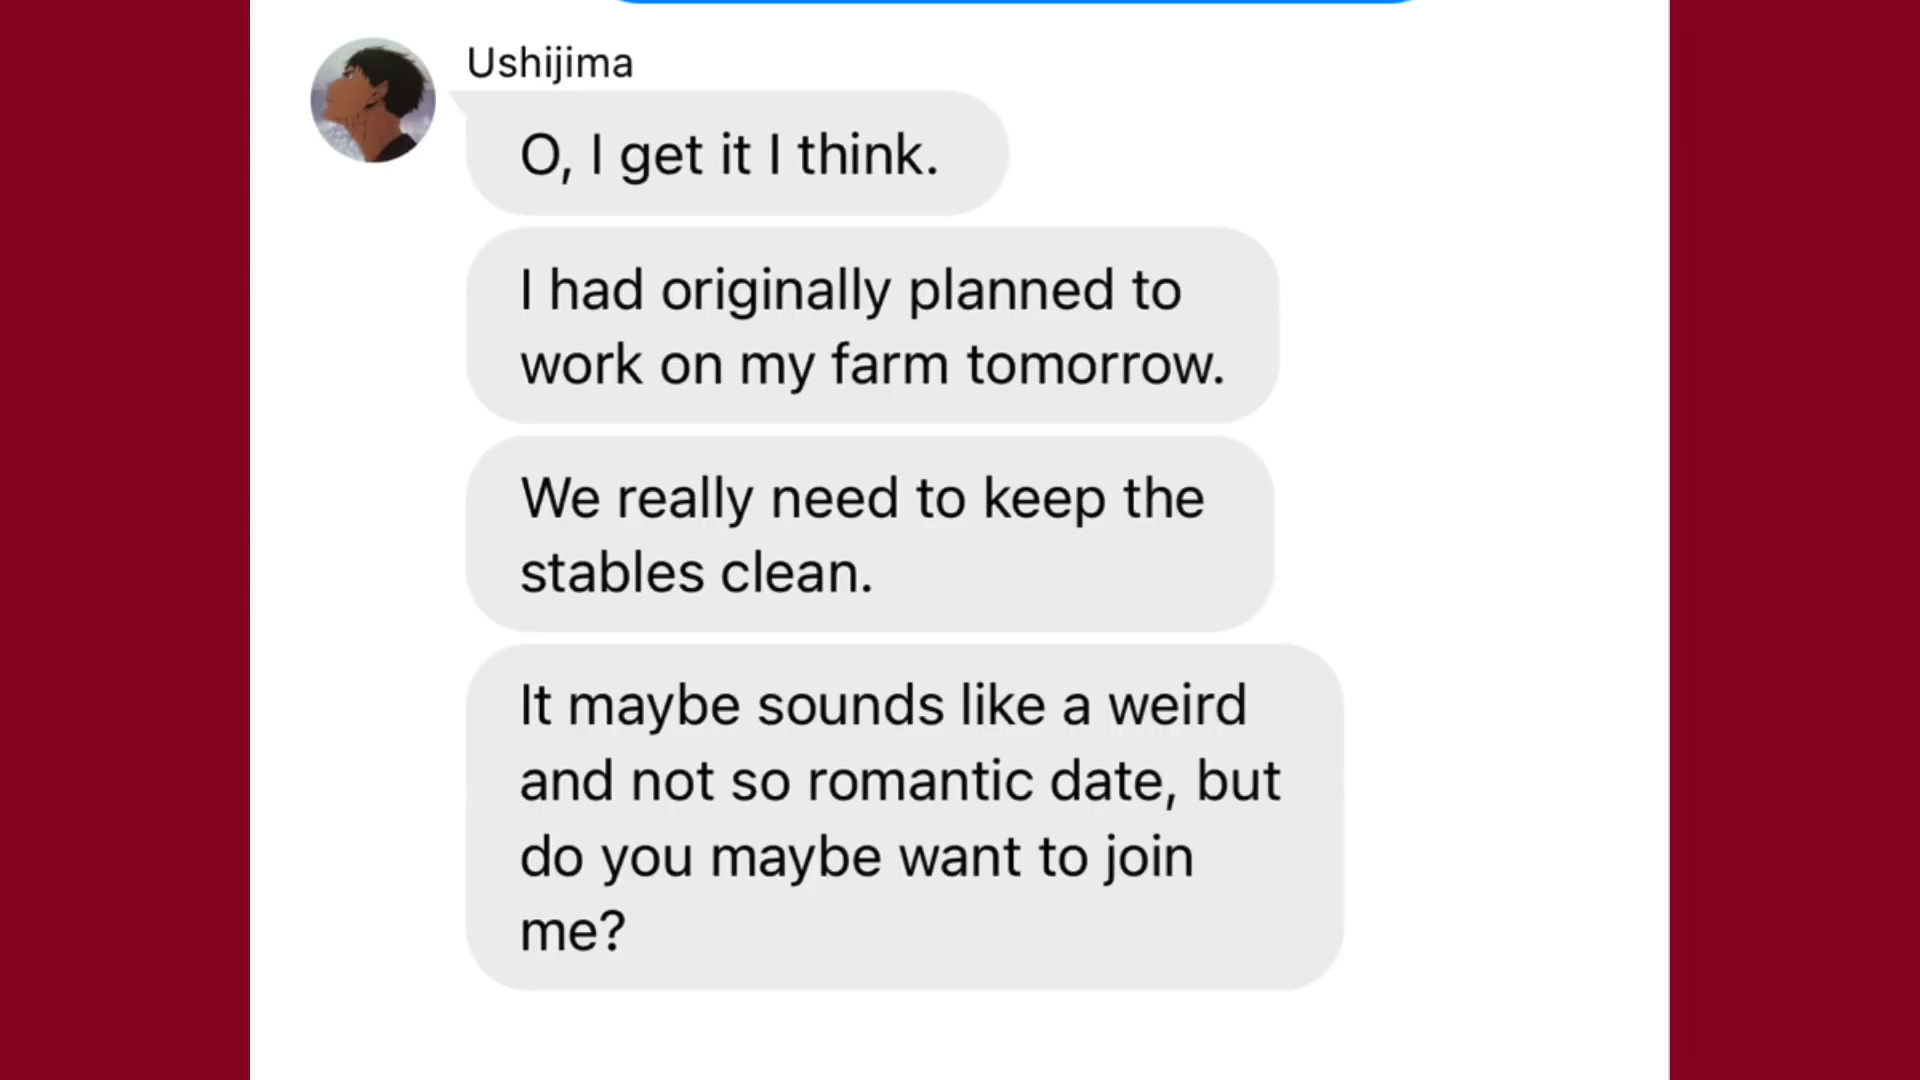 Ushijima
O, I get it I think.
I had originally planned to
work on my farm tomorrow.
We really need to keep the
stables clean.
It maybe sounds like a weird
and not so romantic date, but
do you maybe want to join
me?